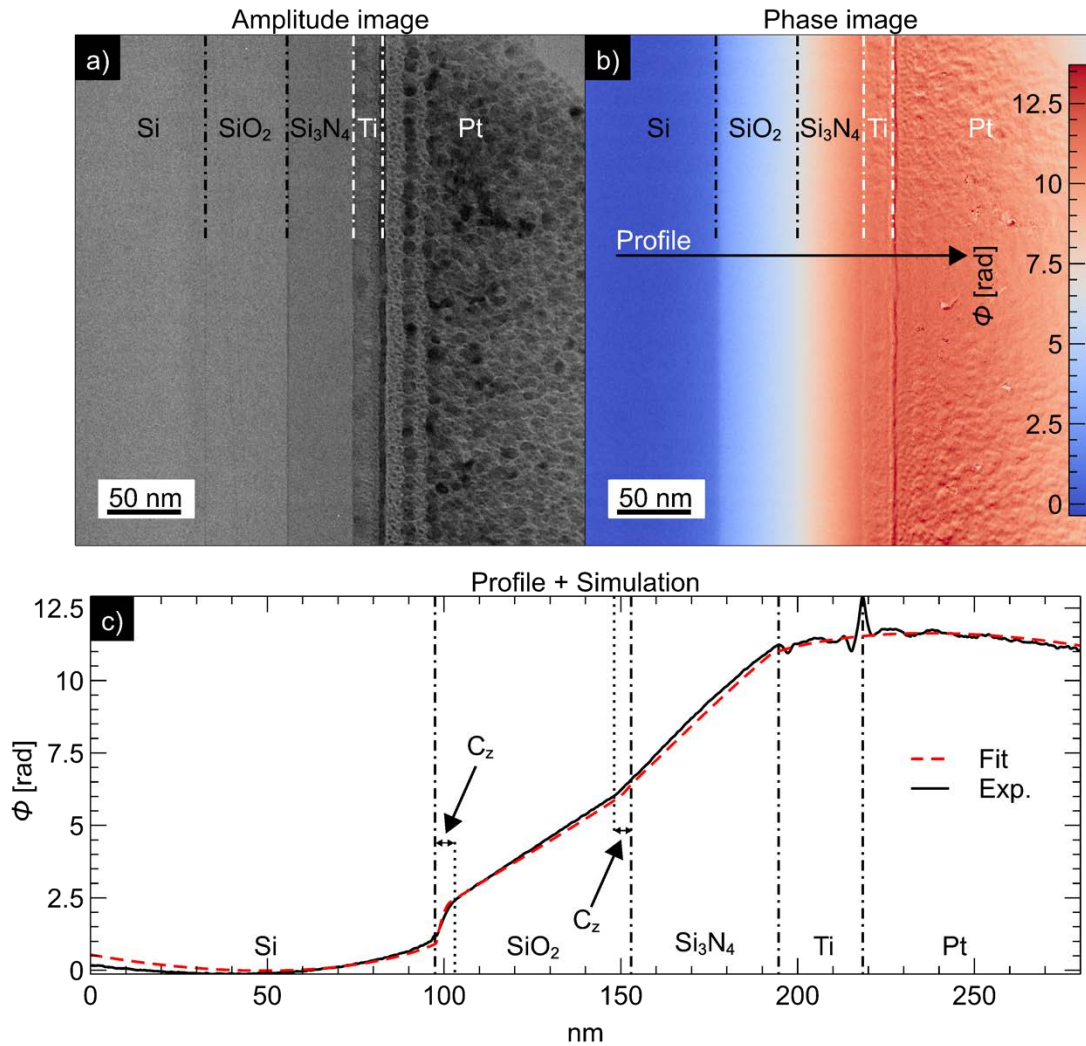 Amplitude image
Phase image
a)
Si
SiO₂
Si₃N₄
Ti
Pt
50 nm
b)
Si
SiO₂
Si₃N₄
Ti
Pt
Profile
50 nm
12.5
10
7.5
5
2.5
0
Φ [rad]
Profile + Simulation
c)
12.5
10
7.5
5
2.5
0
Φ [rad]
C_z
C_z
Fit
Exp.
Si
SiO₂
Si₃N₄
Ti
Pt
0
50
100
150
200
250
nm